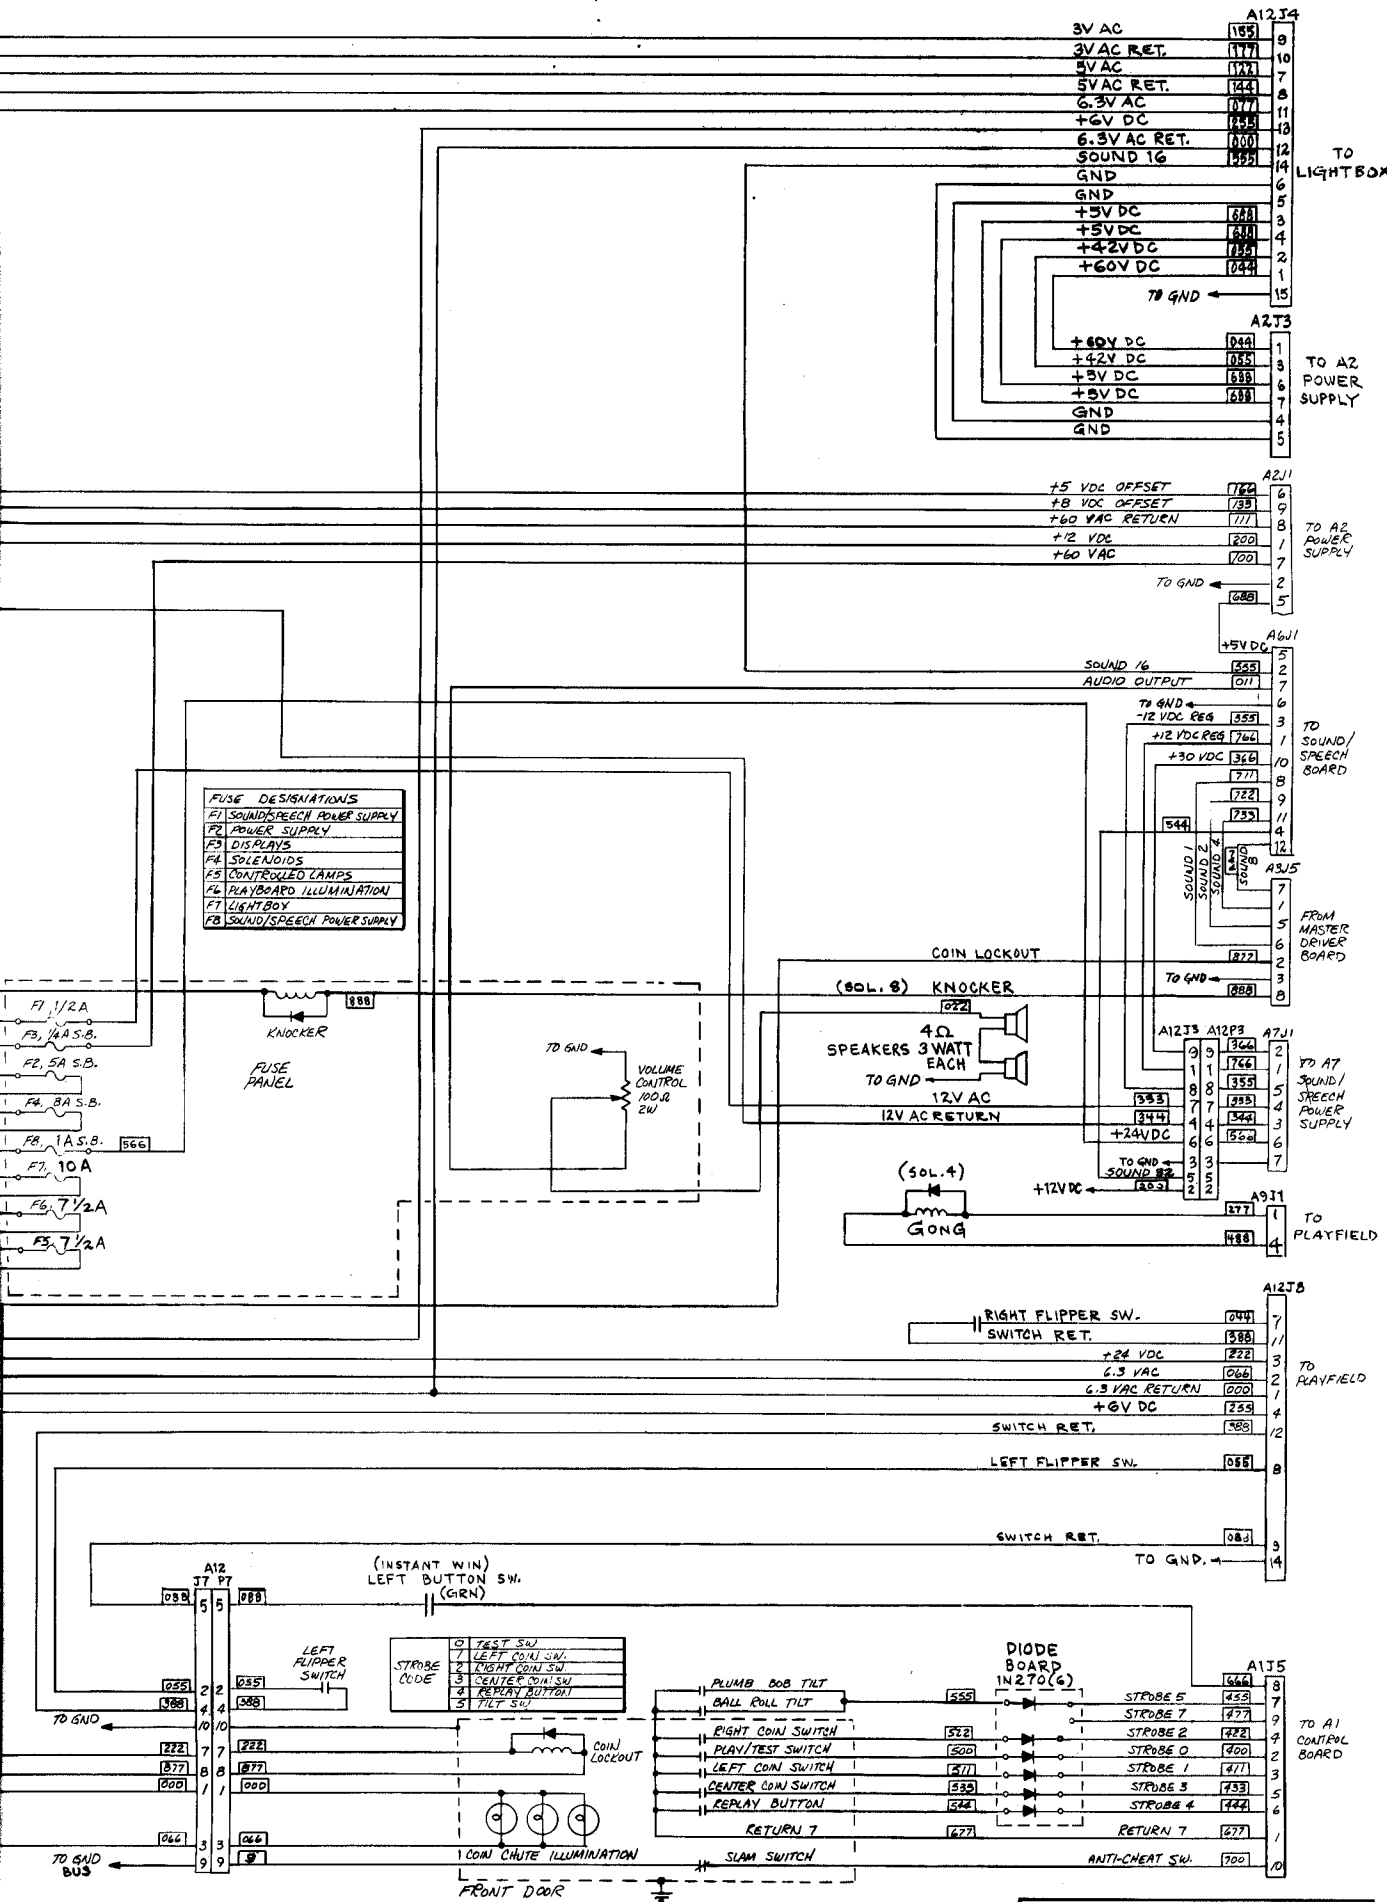 A12J4
3V AC 155 9
3V AC RET. 177 10
5V AC 122 7
5V AC RET. 144 8
6.3V AC 077 11
+6V DC 255 13
6.3V AC RET. 000 12
SOUND 16 555 14
GND 6
GND 5
+5V DC 688 3
+5V DC 688 4
+42V DC 055 2
+60V DC 044 1
TO GND 15
TO
LIGHTBOX
A2J3
+60V DC 044 1
+42V DC 055 3
+5V DC 688 6
+5V DC 688 7
GND 4
GND 5
TO A2
POWER
SUPPLY
A2J1
+5 VDC OFFSET 766 6
+8 VDC OFFSET 133 9
+60 VAC RETURN 111 8
+12 VDC 200 1
+60 VAC 700 7
TO GND 2
688 5
TO A2
POWER
SUPPLY
A6J1
+5V DC 5
SOUND 16 555 2
AUDIO OUTPUT 011 7
TO GND 6
-12 VDC REG 355 3
+12 VDC REG 766 1
+30 VDC 366 10
711 8
722 9
733 11
544 4
12
TO
SOUND/
SPEECH
BOARD
SOUND 1
SOUND 2
SOUND 4
SOUND 8
A3J5
7
1
5
6
COIN LOCKOUT 877 2
TO GND 3
(SOL. 8) KNOCKER 888 8
FROM
MASTER
DRIVER
BOARD
FUSE DESIGNATIONS
F1 SOUND/SPEECH POWER SUPPLY
F2 POWER SUPPLY
F3 DISPLAYS
F4 SOLENOIDS
F5 CONTROLLED LAMPS
F6 PLAYBOARD ILLUMINATION
F7 LIGHTBOX
F8 SOUND/SPEECH POWER SUPPLY
F1, 1/2 A
F3, 1/4 A S.B.
F2, 5A S.B.
F4, 8A S.B.
F8, 1A S.B. 566
F7, 10 A
F6, 7 1/2 A
F5, 7 1/2 A
888
KNOCKER
FUSE
PANEL
TO GND
VOLUME
CONTROL
100Ω
2W
022
4Ω
SPEAKERS 3 WATT
EACH
TO GND
A12J3 A12P3 A7J1
9 9 366 2
1 1 766 1
8 8 355 5
12V AC 333 7 7 333 4
12V AC RETURN 344 4 4 344 3
+24VDC 6 6 566 6
TO GND 3 3 7
SOUND 32 5 5
+12V DC 2 2
TO A7
SOUND/
SPEECH
POWER
SUPPLY
(SOL.4)
GONG
A9J1
277 1
488 4
TO
PLAYFIELD
A12J8
RIGHT FLIPPER SW. 044 7
SWITCH RET. 388 11
+24 VDC 222 3
6.3 VAC 066 2
6.3 VAC RETURN 000 1
+6V DC 255 4
SWITCH RET. 388 12
LEFT FLIPPER SW. 055 8
SWITCH RET. 088 9
TO GND. 14
TO
PLAYFIELD
A12
J7 P7
088 5 5 088
(INSTANT WIN)
LEFT BUTTON SW.
(GRN)
LEFT
FLIPPER
SWITCH
055 2 2 055
388 4 4 388
TO GND 10 10
222 7 7 222
877 8 8 877
000 1 1 000
066 3 3 066
TO GND
BUS
9 9
STROBE
CODE
0 TEST SW
1 LEFT COIN SW.
2 RIGHT COIN SW.
3 CENTER COIN SW
4 REPLAY BUTTON
5 TILT SW
COIN
LOCKOUT
COIN CHUTE ILLUMINATION
FRONT DOOR
DIODE
BOARD
1N270(6)
A1J5
666 8
PLUMB BOB TILT
BALL ROLL TILT 555 STROBE 5 455 7
STROBE 7 477 9
RIGHT COIN SWITCH 522 STROBE 2 422 4
PLAY/TEST SWITCH 500 STROBE 0 400 2
LEFT COIN SWITCH 511 STROBE 1 411 3
CENTER COIN SWITCH 533 STROBE 3 433 5
REPLAY BUTTON 544 STROBE 4 444 6
RETURN 7 677 RETURN 7 677 1
SLAM SWITCH ANTI-CHEAT SW. 700 10
TO A1
CONTROL
BOARD